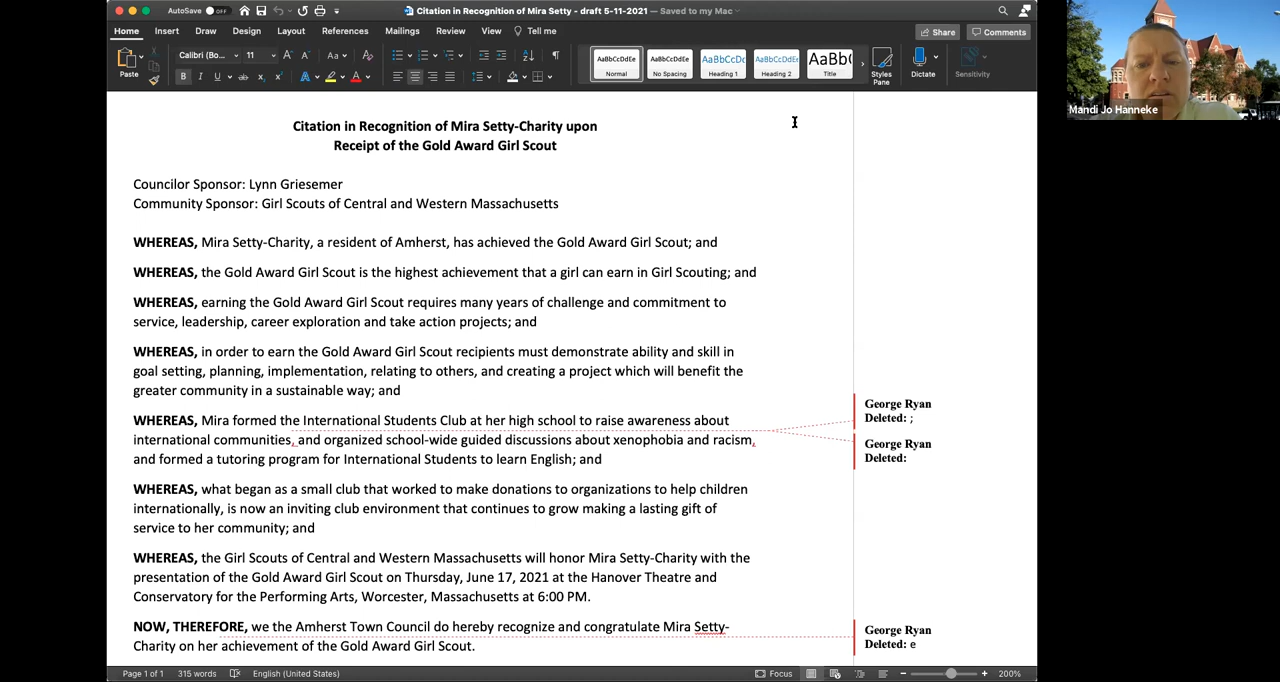 AutoSave OFF
Citation in Recognition of Mira Setty - draft 5-11-2021 — Saved to my Mac
Home Insert Draw Design Layout References Mailings Review View Tell me
Share Comments
Paste
Calibri (Bo... 11
AaBbCcDdEe AaBbCcDdEe AaBbCcDc AaBbCcDdEe AaBb(
Normal No Spacing Heading 1 Heading 2 Title
Styles Pane
Dictate
Sensitivity
Mandi Jo Hanneke
Citation in Recognition of Mira Setty-Charity upon
Receipt of the Gold Award Girl Scout
Councilor Sponsor: Lynn Griesemer
Community Sponsor: Girl Scouts of Central and Western Massachusetts
WHEREAS, Mira Setty-Charity, a resident of Amherst, has achieved the Gold Award Girl Scout; and
WHEREAS, the Gold Award Girl Scout is the highest achievement that a girl can earn in Girl Scouting; and
WHEREAS, earning the Gold Award Girl Scout requires many years of challenge and commitment to
service, leadership, career exploration and take action projects; and
WHEREAS, in order to earn the Gold Award Girl Scout recipients must demonstrate ability and skill in
goal setting, planning, implementation, relating to others, and creating a project which will benefit the
greater community in a sustainable way; and
WHEREAS, Mira formed the International Students Club at her high school to raise awareness about
international communities, and organized school-wide guided discussions about xenophobia and racism,
and formed a tutoring program for International Students to learn English; and
WHEREAS, what began as a small club that worked to make donations to organizations to help children
internationally, is now an inviting club environment that continues to grow making a lasting gift of
service to her community; and
WHEREAS, the Girl Scouts of Central and Western Massachusetts will honor Mira Setty-Charity with the
presentation of the Gold Award Girl Scout on Thursday, June 17, 2021 at the Hanover Theatre and
Conservatory for the Performing Arts, Worcester, Massachusetts at 6:00 PM.
NOW, THEREFORE, we the Amherst Town Council do hereby recognize and congratulate Mira Setty-
Charity on her achievement of the Gold Award Girl Scout.
George Ryan
Deleted: ;
George Ryan
Deleted:
George Ryan
Deleted: e
Page 1 of 1 315 words English (United States) Focus 200%